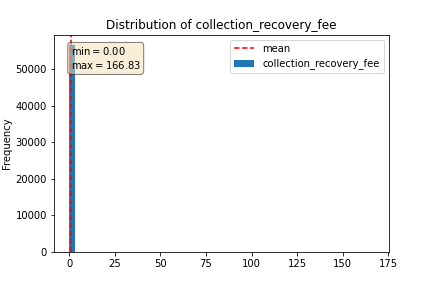 Distribution of collection_recovery_fee
min = 0.00
max = 166.83
mean
collection_recovery_fee
Frequency
50000
40000
30000
20000
10000
0
0 25 50 75 100 125 150 175